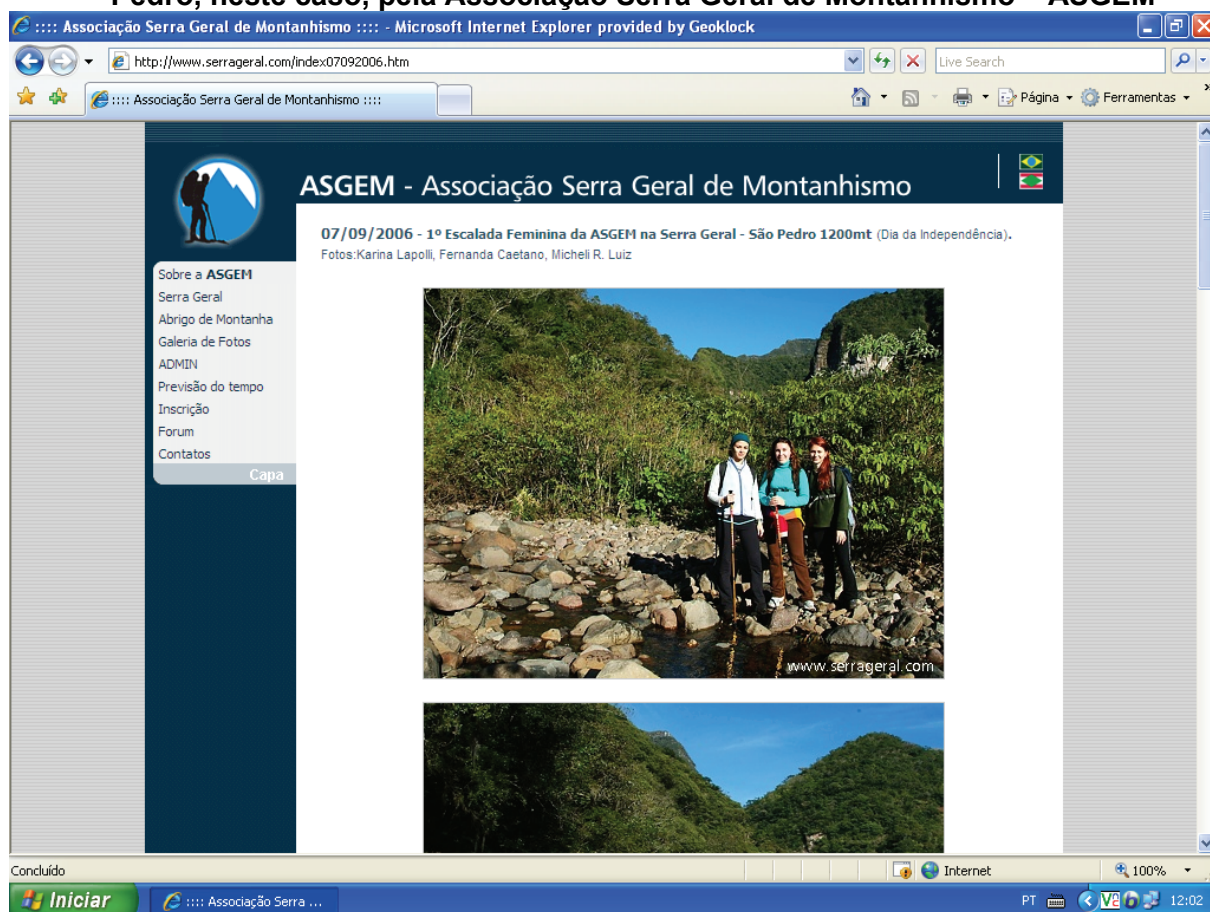 Pedro, neste caso, pela Associação Serra Geral de Montanhismo – ASGEM
:::: Associação Serra Geral de Montanhismo :::: - Microsoft Internet Explorer provided by Geoklock
http://www.serrageral.com/index07092006.htm
Live Search
:::: Associação Serra Geral de Montanhismo ::::
Página
Ferramentas
ASGEM - Associação Serra Geral de Montanhismo
07/09/2006 - 1º Escalada Feminina da ASGEM na Serra Geral - São Pedro 1200mt (Dia da Independência).
Fotos:Karina Lapolli, Fernanda Caetano, Micheli R. Luiz
Sobre a ASGEM
Serra Geral
Abrigo de Montanha
Galeria de Fotos
ADMIN
Previsão do tempo
Inscrição
Forum
Contatos
Capa
www.serrageral.com
Concluído
Internet
100%
Iniciar
:::: Associação Serra ...
PT
12:02